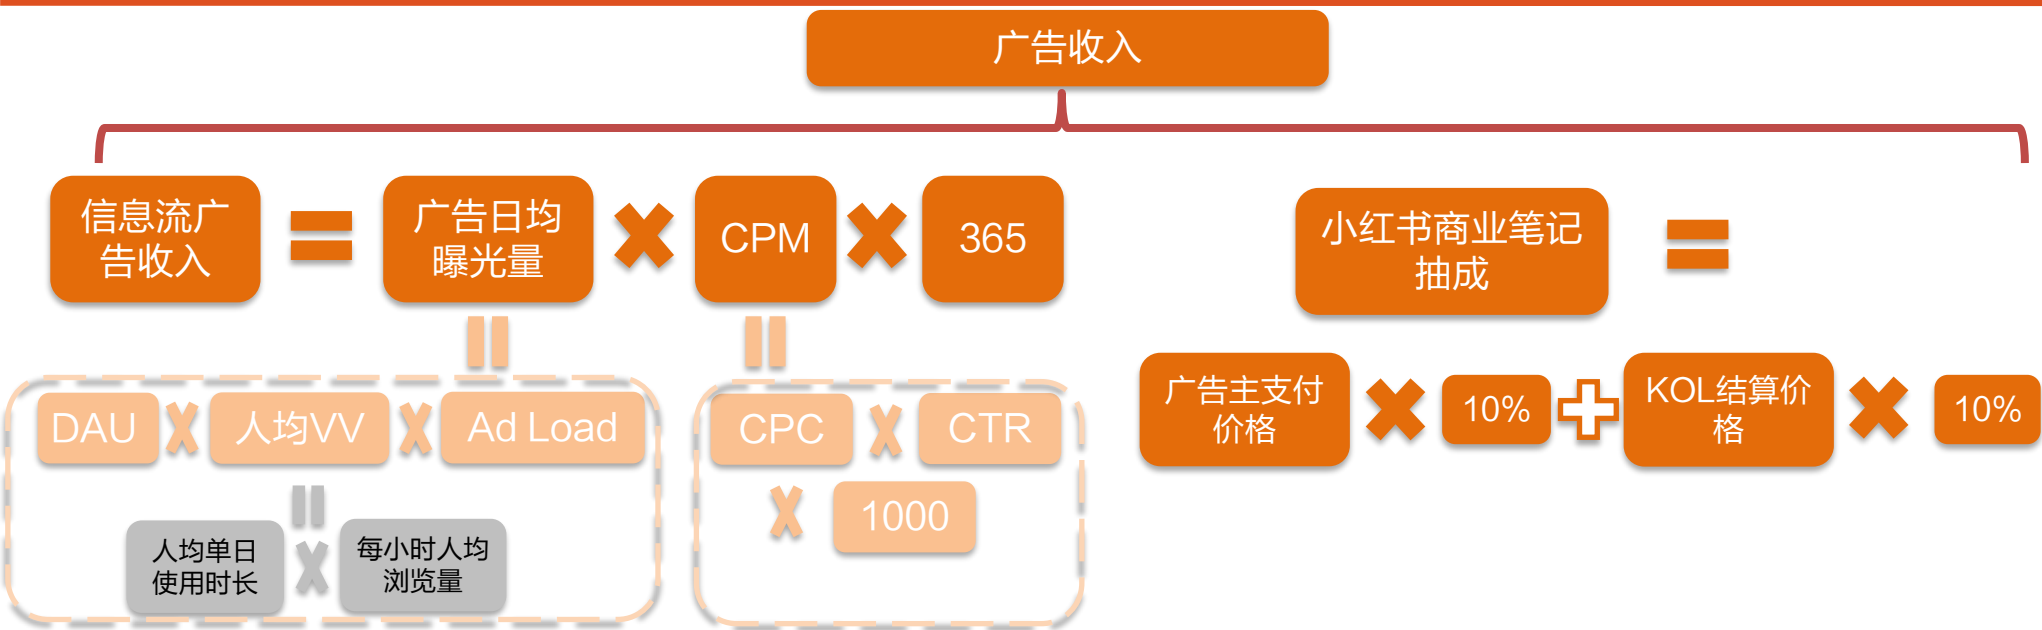 广告收入
信息流广
告收入
广告日均
曝光量
CPM
365
小红书商业笔记
抽成
DAU
人均VV
Ad Load
CPC
CTR
1000
人均单日
使用时长
每小时人均
浏览量
广告主支付
价格
10%
KOL结算价
格
10%